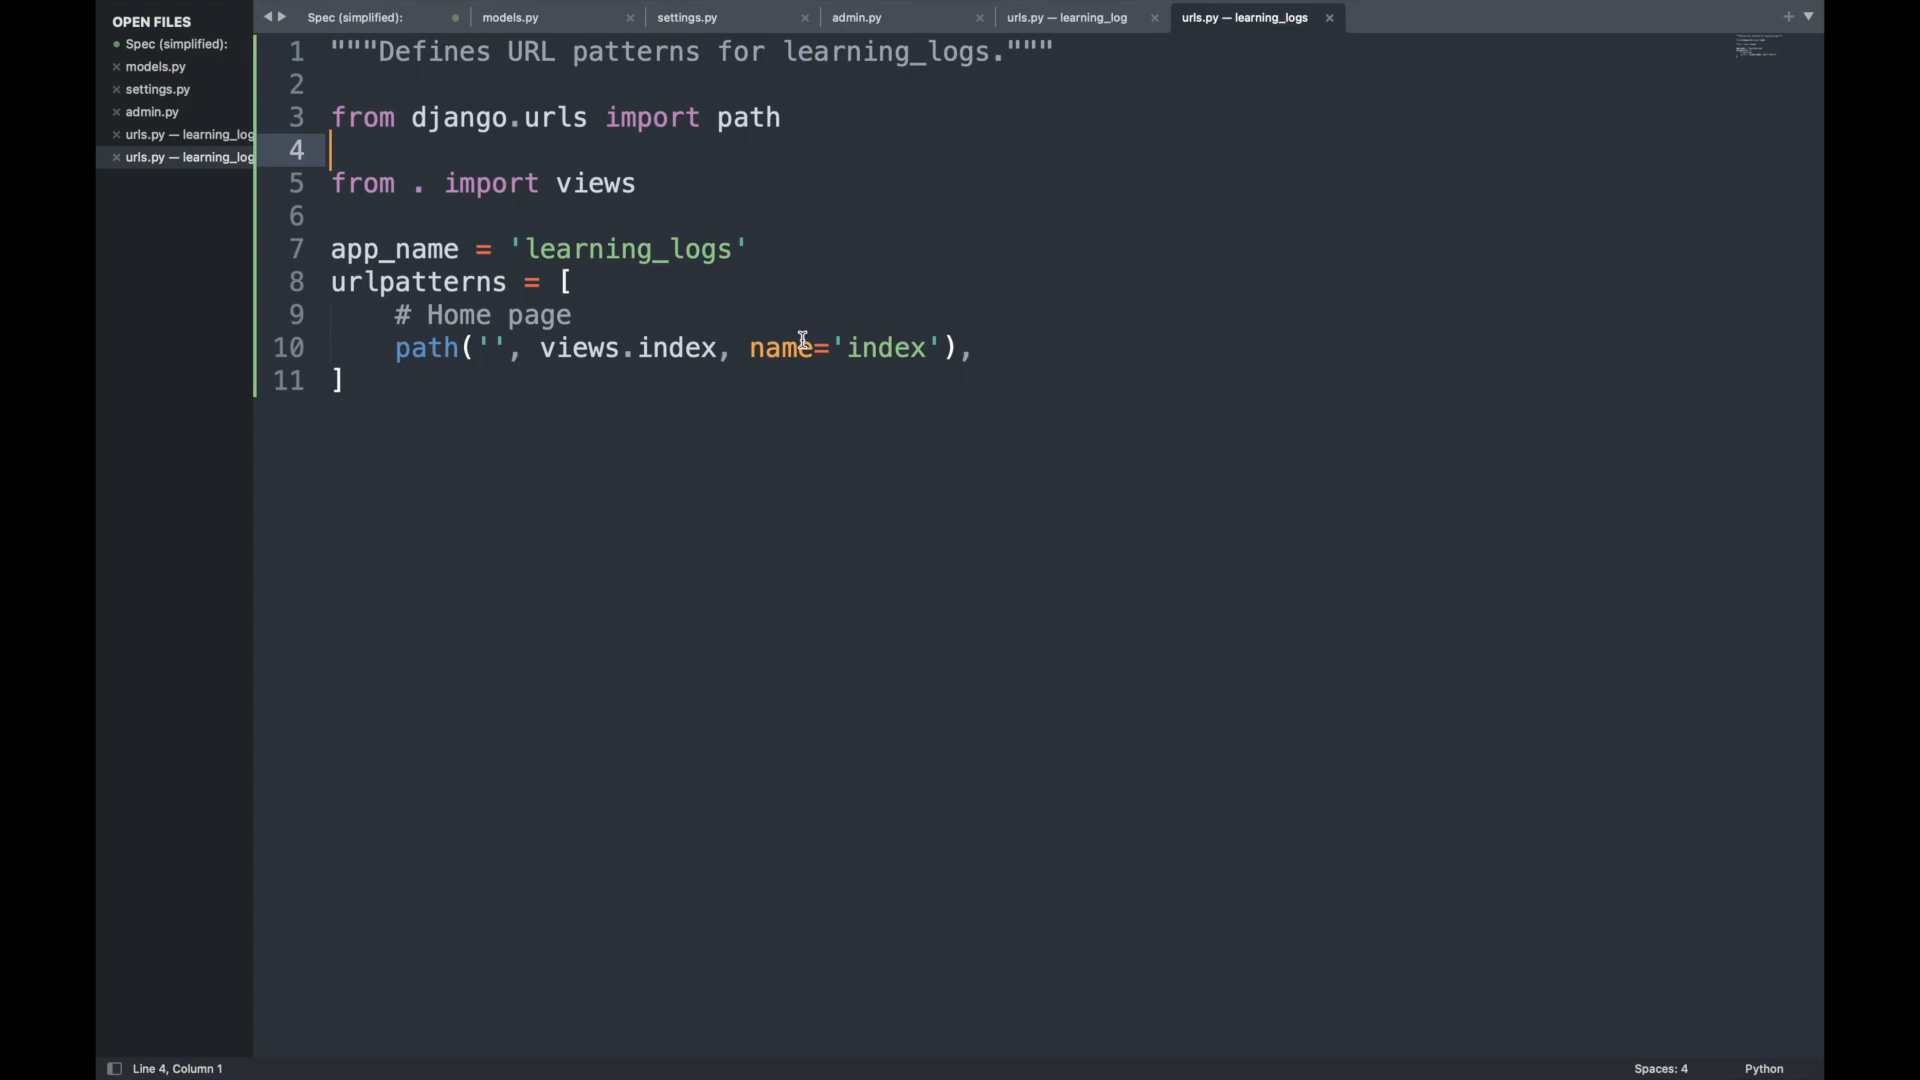 OPEN FILES
Spec (simplified):
models.py
settings.py
admin.py
urls.py — learning_log
urls.py — learning_log
Spec (simplified):
models.py
settings.py
admin.py
urls.py — learning_log
urls.py — learning_logs
1 """Defines URL patterns for learning_logs."""
2
3 from django.urls import path
4
5 from . import views
6
7 app_name = 'learning_logs'
8 urlpatterns = [
9     # Home page
10     path('', views.index, name='index'),
11 ]
Line 4, Column 1
Spaces: 4
Python